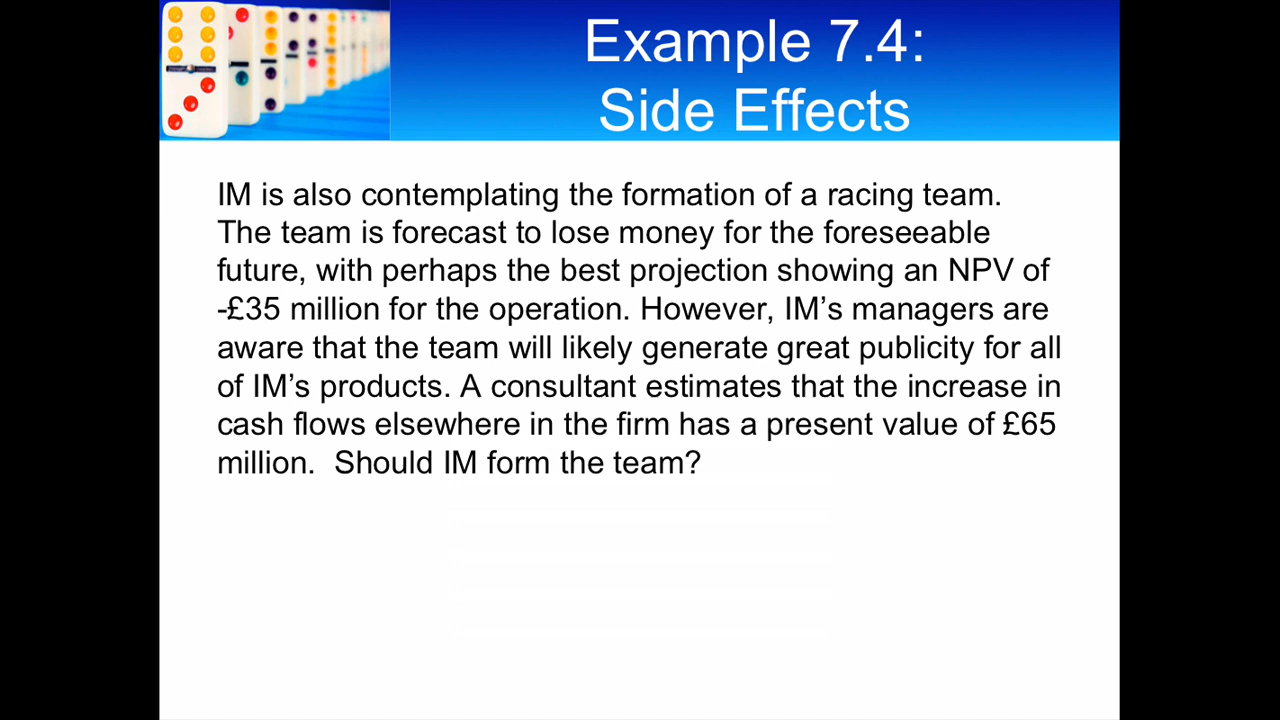 Example 7.4:
Side Effects
IM is also contemplating the formation of a racing team.
The team is forecast to lose money for the foreseeable
future, with perhaps the best projection showing an NPV of
-£35 million for the operation. However, IM’s managers are
aware that the team will likely generate great publicity for all
of IM’s products. A consultant estimates that the increase in
cash flows elsewhere in the firm has a present value of £65
million.  Should IM form the team?